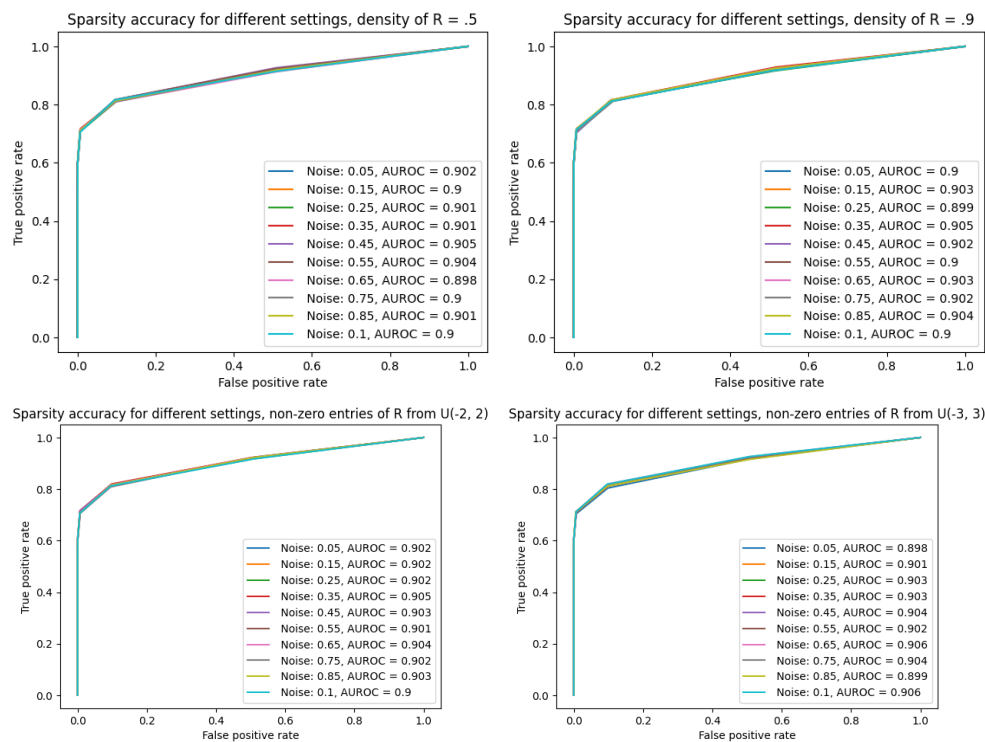 Sparsity accuracy for different settings, density of R = .5
1.0
0.8
0.6
0.4
0.2
0.0
True positive rate
Noise: 0.05, AUROC = 0.902
Noise: 0.15, AUROC = 0.9
Noise: 0.25, AUROC = 0.901
Noise: 0.35, AUROC = 0.901
Noise: 0.45, AUROC = 0.905
Noise: 0.55, AUROC = 0.904
Noise: 0.65, AUROC = 0.898
Noise: 0.75, AUROC = 0.9
Noise: 0.85, AUROC = 0.901
Noise: 0.1, AUROC = 0.9
0.0 0.2 0.4 0.6 0.8 1.0
False positive rate
Sparsity accuracy for different settings, density of R = .9
1.0
0.8
0.6
0.4
0.2
0.0
True positive rate
Noise: 0.05, AUROC = 0.9
Noise: 0.15, AUROC = 0.903
Noise: 0.25, AUROC = 0.899
Noise: 0.35, AUROC = 0.905
Noise: 0.45, AUROC = 0.902
Noise: 0.55, AUROC = 0.9
Noise: 0.65, AUROC = 0.903
Noise: 0.75, AUROC = 0.902
Noise: 0.85, AUROC = 0.904
Noise: 0.1, AUROC = 0.9
0.0 0.2 0.4 0.6 0.8 1.0
False positive rate
Sparsity accuracy for different settings, non-zero entries of R from U(-2, 2)
1.0
0.8
0.6
0.4
0.2
0.0
True positive rate
Noise: 0.05, AUROC = 0.902
Noise: 0.15, AUROC = 0.902
Noise: 0.25, AUROC = 0.902
Noise: 0.35, AUROC = 0.905
Noise: 0.45, AUROC = 0.903
Noise: 0.55, AUROC = 0.901
Noise: 0.65, AUROC = 0.904
Noise: 0.75, AUROC = 0.902
Noise: 0.85, AUROC = 0.903
Noise: 0.1, AUROC = 0.9
0.0 0.2 0.4 0.6 0.8 1.0
False positive rate
Sparsity accuracy for different settings, non-zero entries of R from U(-3, 3)
1.0
0.8
0.6
0.4
0.2
0.0
True positive rate
Noise: 0.05, AUROC = 0.898
Noise: 0.15, AUROC = 0.901
Noise: 0.25, AUROC = 0.903
Noise: 0.35, AUROC = 0.903
Noise: 0.45, AUROC = 0.904
Noise: 0.55, AUROC = 0.902
Noise: 0.65, AUROC = 0.906
Noise: 0.75, AUROC = 0.904
Noise: 0.85, AUROC = 0.899
Noise: 0.1, AUROC = 0.906
0.0 0.2 0.4 0.6 0.8 1.0
False positive rate